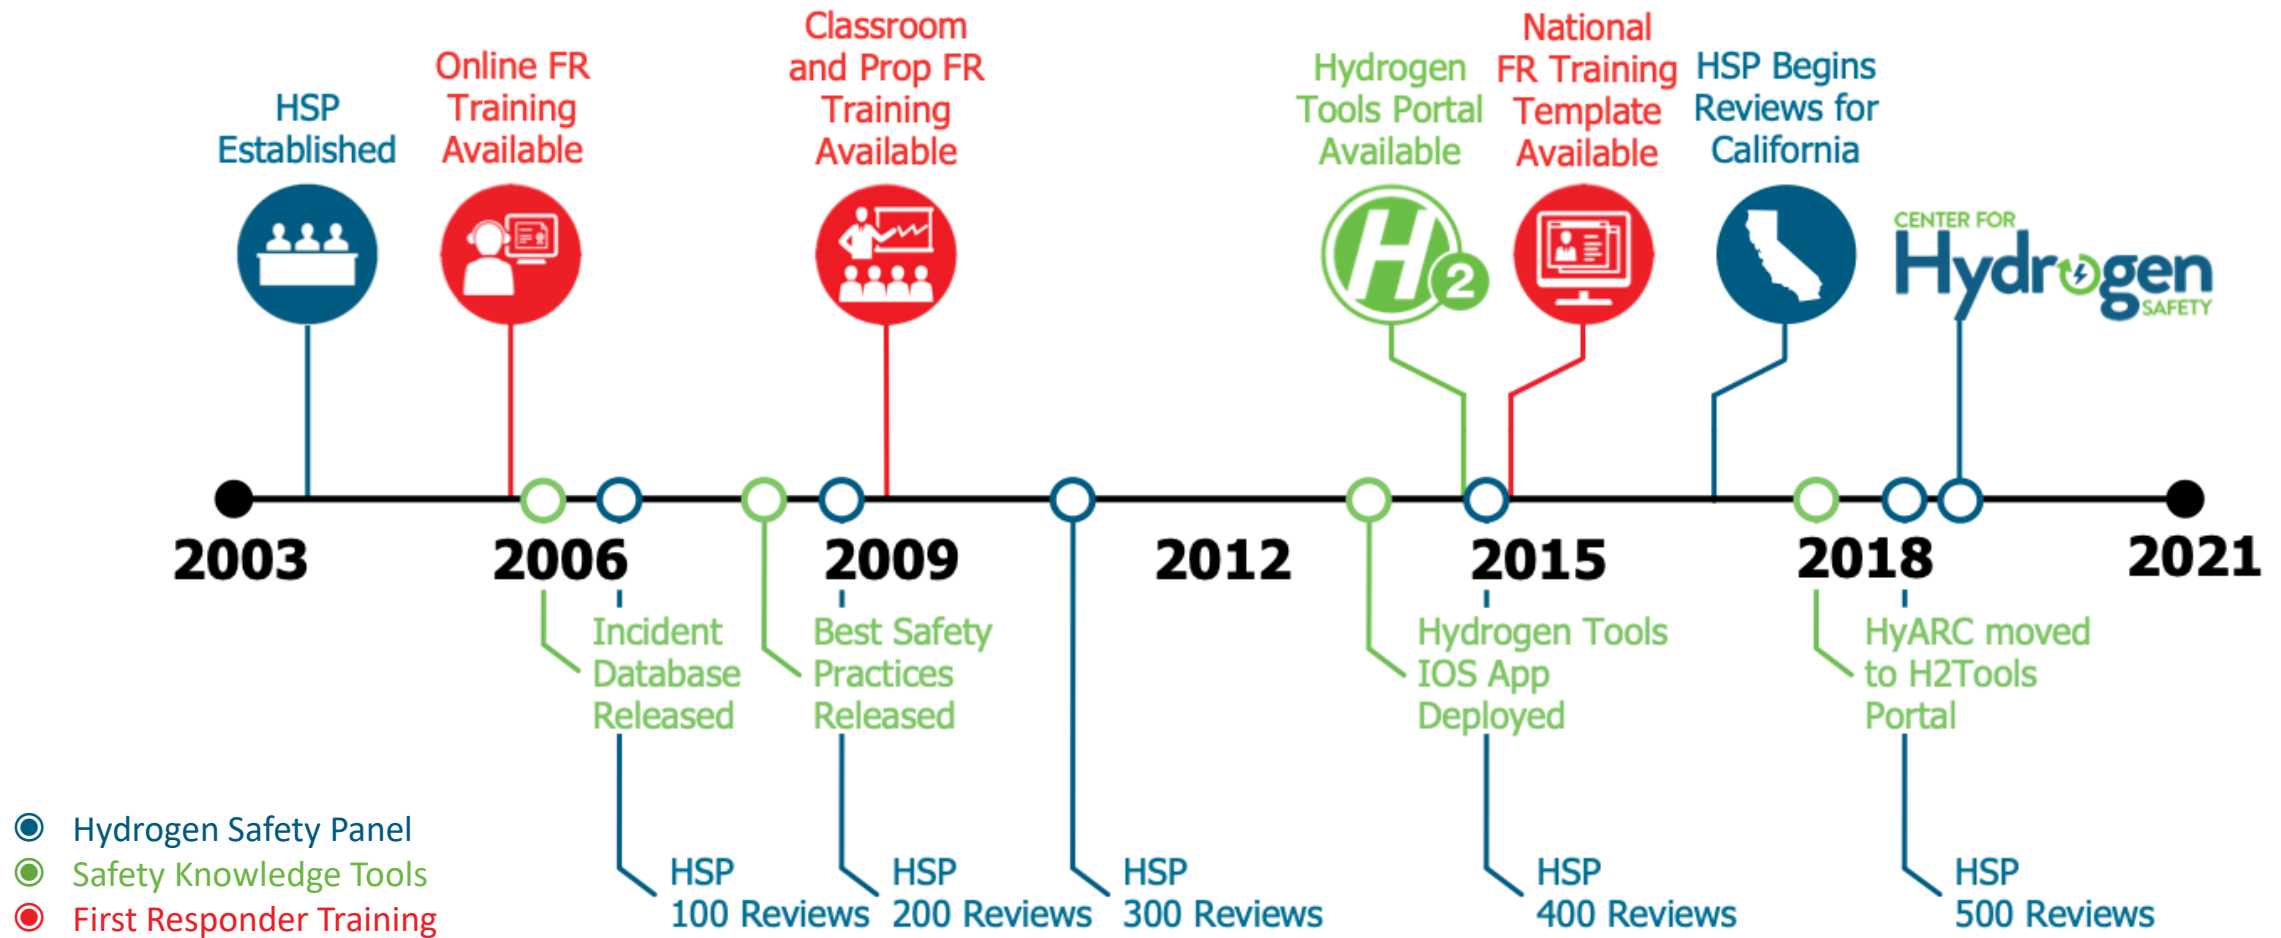 HSP
Established
Online FR
Training
Available
Classroom
and Prop FR
Training
Available
Hydrogen
Tools Portal
Available
National
FR Training
Template
Available
HSP Begins
Reviews for
California
H2
CENTER FOR
Hydrogen
SAFETY
2003
2006
2009
2012
2015
2018
2021
Incident
Database
Released
Best Safety
Practices
Released
Hydrogen Tools
IOS App
Deployed
HyARC moved
to H2Tools
Portal
HSP
100 Reviews
HSP
200 Reviews
HSP
300 Reviews
HSP
400 Reviews
HSP
500 Reviews
Hydrogen Safety Panel
Safety Knowledge Tools
First Responder Training